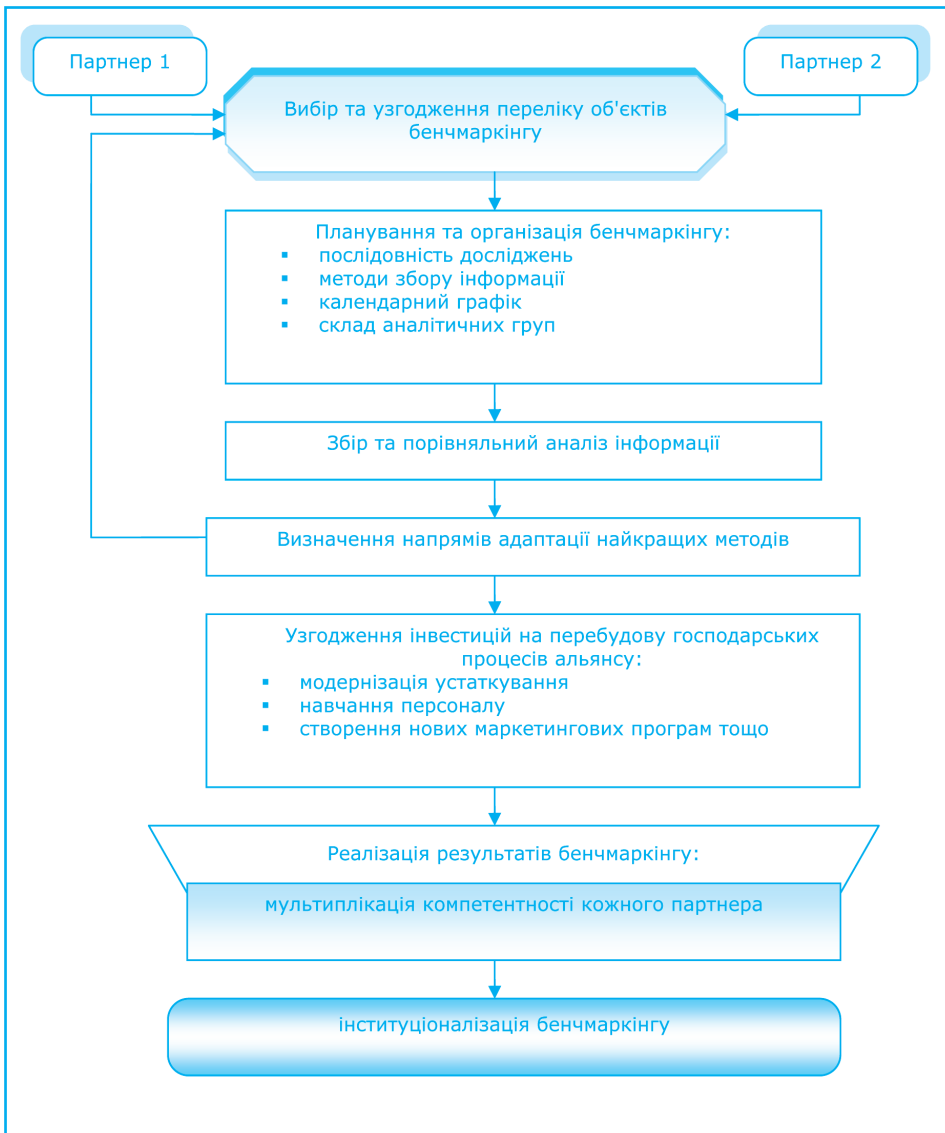 Партнер 1
Партнер 2
Вибір та узгодження переліку об'єктів
бенчмаркінгу
Планування та організація бенчмаркінгу:
▪ послідовність досліджень
▪ методи збору інформації
▪ календарний графік
▪ склад аналітичних груп
Збір та порівняльний аналіз інформації
Визначення напрямів адаптації найкращих методів
Узгодження інвестицій на перебудову господарських
процесів альянсу:
▪ модернізація устаткування
▪ навчання персоналу
▪ створення нових маркетингових програм тощо
Реалізація результатів бенчмаркінгу:
мультиплікація компетентності кожного партнера
інституціоналізація бенчмаркінгу